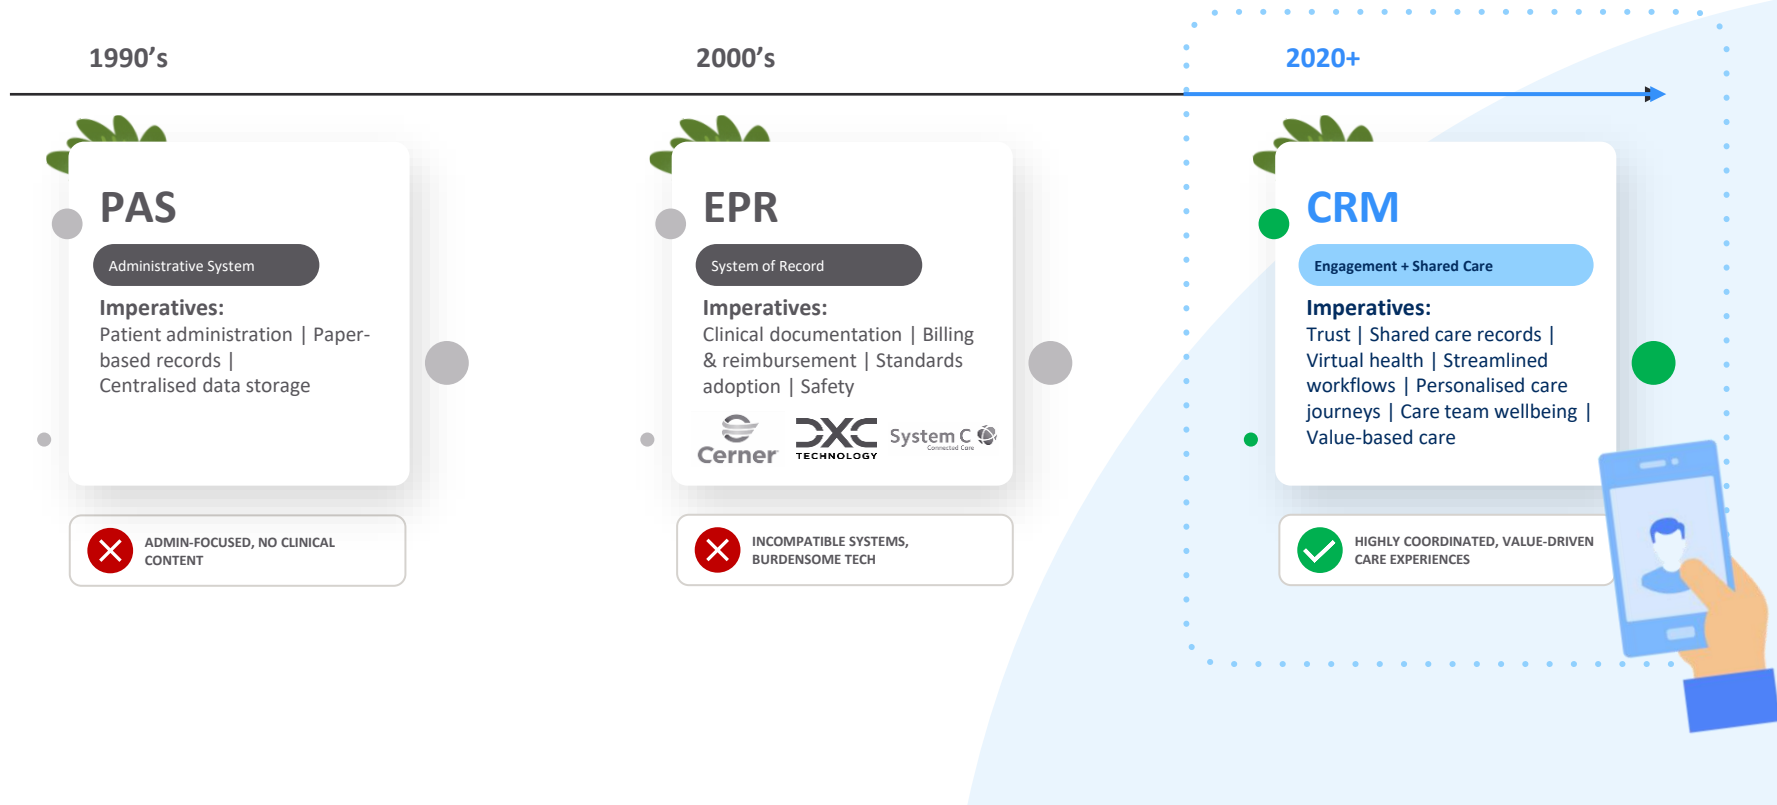 1990’s
2000’s
2020+
PAS
Administrative System
Imperatives:
Patient administration | Paper-
based records |
Centralised data storage
ADMIN-FOCUSED, NO CLINICAL
CONTENT
EPR
System of Record
Imperatives:
Clinical documentation | Billing
& reimbursement | Standards
adoption | Safety
Cerner
DXC
TECHNOLOGY
System C
Connected Care
INCOMPATIBLE SYSTEMS,
BURDENSOME TECH
CRM
Engagement + Shared Care
Imperatives:
Trust | Shared care records |
Virtual health | Streamlined
workflows | Personalised care
journeys | Care team wellbeing |
Value-based care
HIGHLY COORDINATED, VALUE-DRIVEN
CARE EXPERIENCES